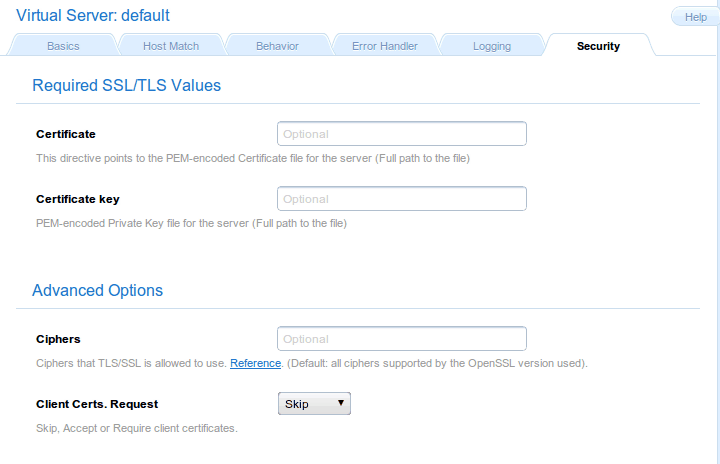 Virtual Server: default
Help
Basics
Host Match
Behavior
Error Handler
Logging
Security
Required SSL/TLS Values
Certificate
Optional
This directive points to the PEM-encoded Certificate file for the server (Full path to the file)
Certificate key
Optional
PEM-encoded Private Key file for the server (Full path to the file)
Advanced Options
Ciphers
Optional
Ciphers that TLS/SSL is allowed to use. Reference. (Default: all ciphers supported by the OpenSSL version used).
Client Certs. Request
Skip
Skip, Accept or Require client certificates.